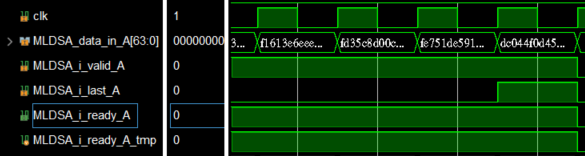 clk 1
MLDSA_data_in_A[63:0] 00000000 3... f1613e6eee... fd35c8d00c... fe751de591... dc044f0d45...
MLDSA_i_valid_A 0
MLDSA_i_last_A 0
MLDSA_i_ready_A 0
MLDSA_i_ready_A_tmp 0